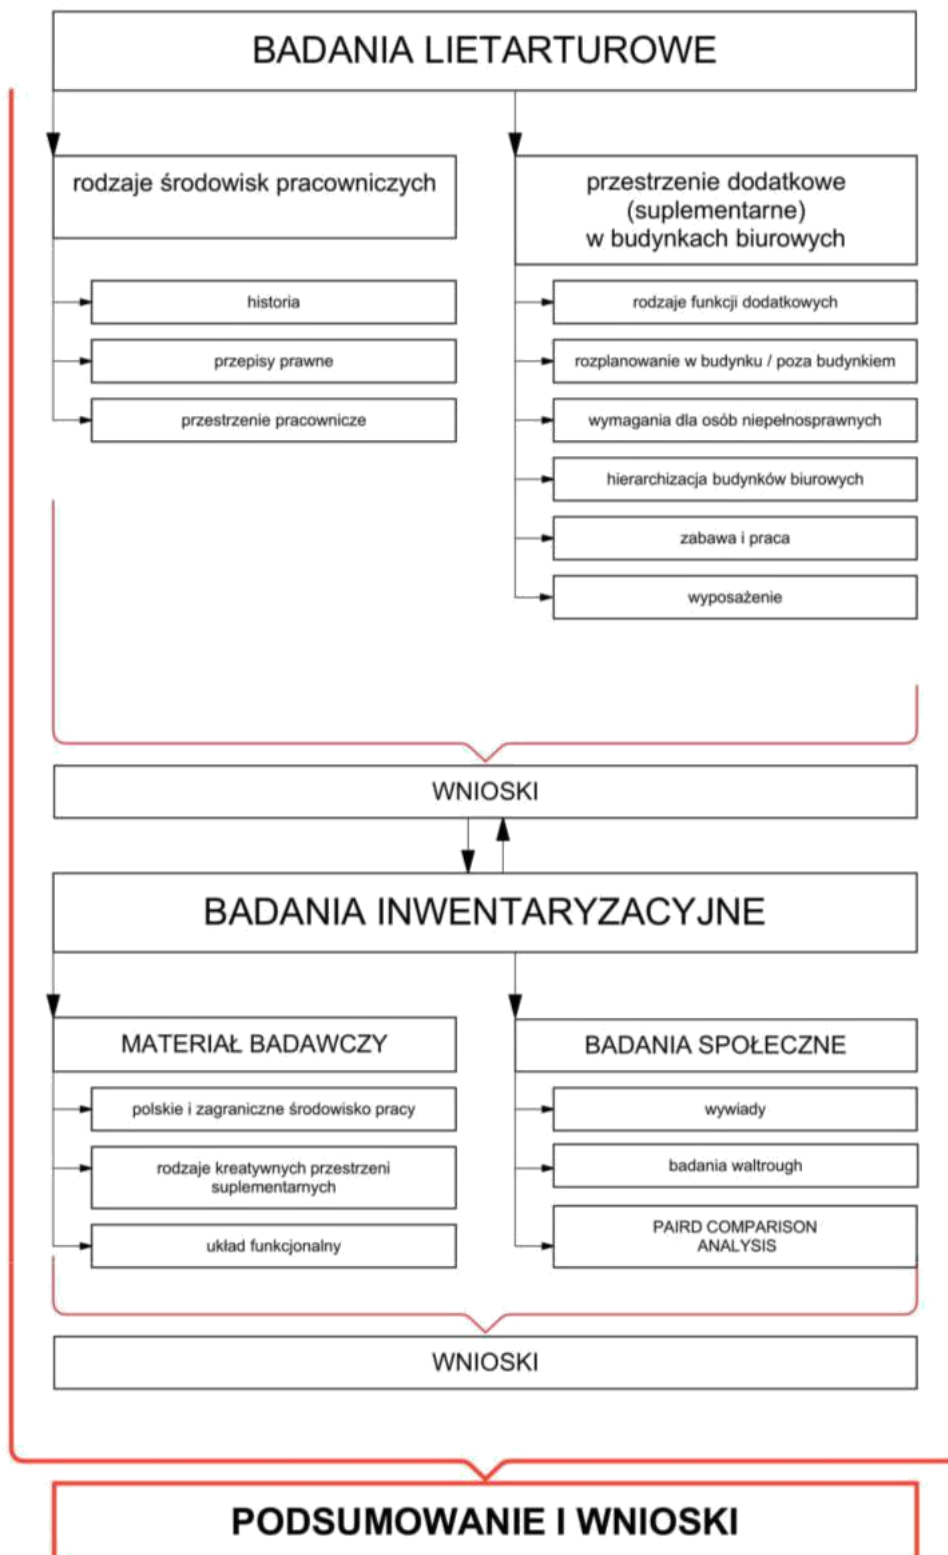 BADANIA LIETARTUROWE
rodzaje środowisk pracowniczych
historia
przepisy prawne
przestrzenie pracownicze
przestrzenie dodatkowe
(suplementarne)
w budynkach biurowych
rodzaje funkcji dodatkowych
rozplanowanie w budynku / poza budynkiem
wymagania dla osób niepełnosprawnych
hierarchizacja budynków biurowych
zabawa i praca
wyposażenie
WNIOSKI
BADANIA INWENTARYZACYJNE
MATERIAŁ BADAWCZY
polskie i zagraniczne środowisko pracy
rodzaje kreatywnych przestrzeni
suplementarnych
układ funkcjonalny
BADANIA SPOŁECZNE
wywiady
badania waltrough
PAIRD COMPARISON
ANALYSIS
WNIOSKI
PODSUMOWANIE I WNIOSKI